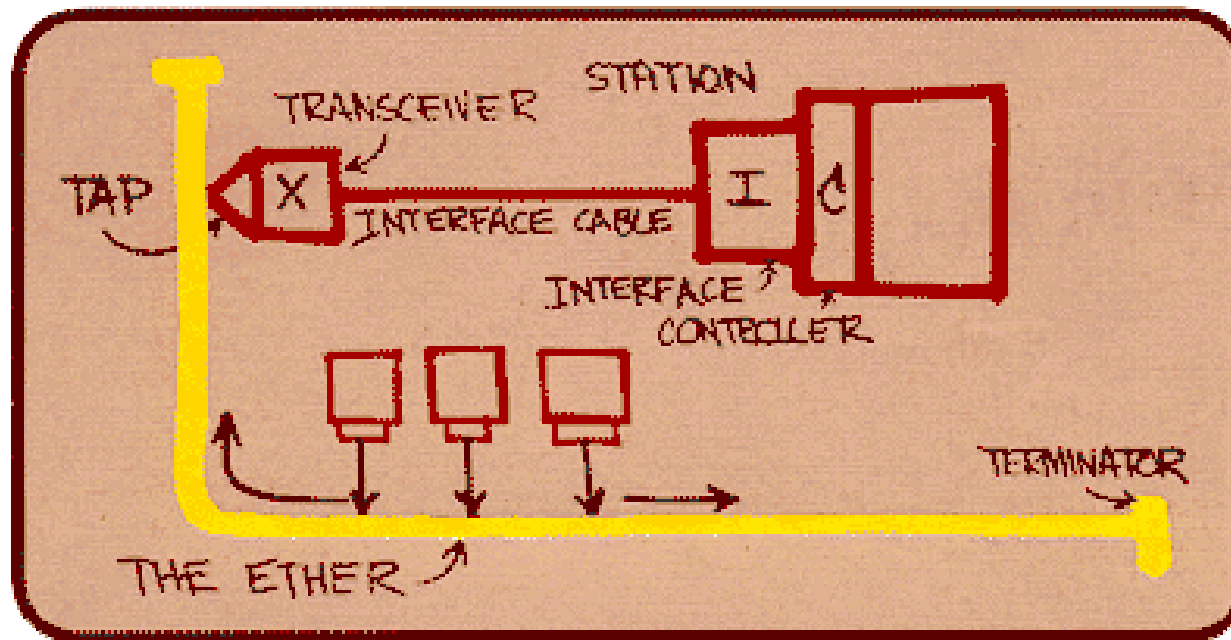 STATION
TRANSCEIVER
TAP
X
I
C
INTERFACE CABLE
INTERFACE
CONTROLLER
TERMINATOR
THE ETHER